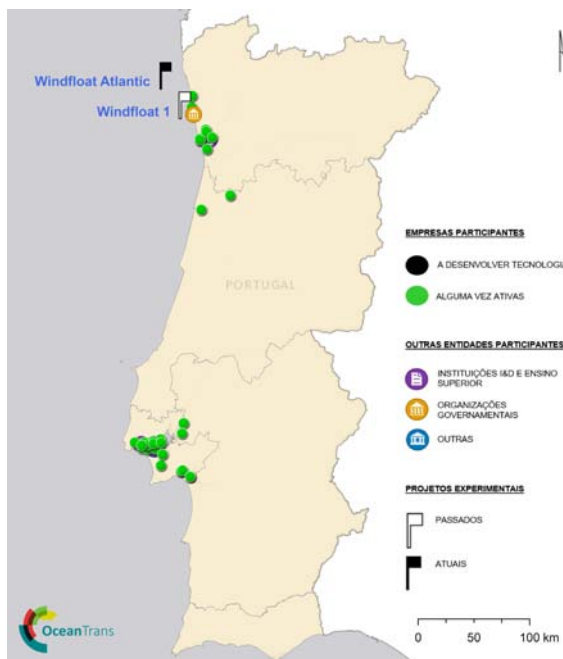 Windfloat Atlantic
Windfloat 1
PORTUGAL
EMPRESAS PARTICIPANTES
A DESENVOLVER TECNOLOGI
ALGUMA VEZ ATIVAS
OUTRAS ENTIDADES PARTICIPANTES
INSTITUIÇÕES I&D E ENSINO
SUPERIOR
ORGANIZAÇÕES
GOVERNAMENTAIS
OUTRAS
PROJETOS EXPERIMENTAIS
PASSADOS
ATUAIS
OceanTrans
0 50 100 km